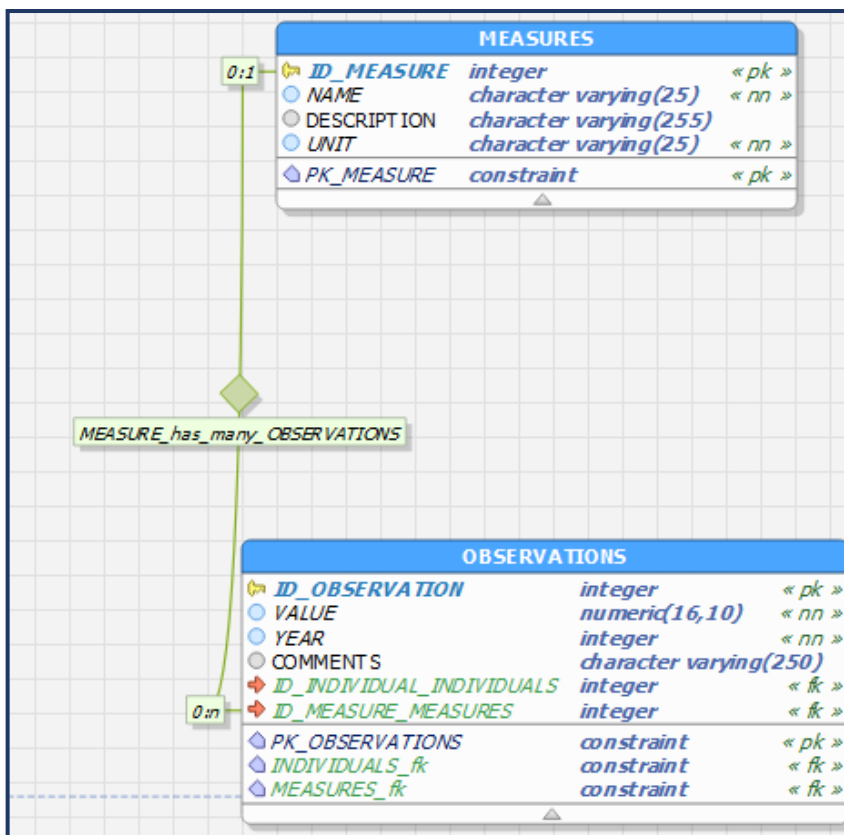 MEASURES
0:1 ID_MEASURE integer « pk »
NAME character varying(25) « nn »
DESCRIPTION character varying(255)
UNIT character varying(25) « nn »
PK_MEASURE constraint « pk »
MEASURE_has_many_OBSERVATIONS
OBSERVATIONS
ID_OBSERVATION integer « pk »
VALUE numeric(16,10) « nn »
YEAR integer « nn »
COMMENTS character varying(250)
ID_INDIVIDUAL_INDIVIDUALS integer « fk »
0:n ID_MEASURE_MEASURES integer « fk »
PK_OBSERVATIONS constraint « pk »
INDIVIDUALS_fk constraint « fk »
MEASURES_fk constraint « fk »